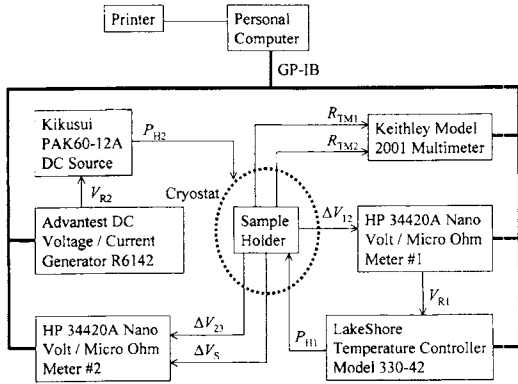 Printer
Personal
Computer
GP-IB
Kikusui
PAK60-12A
DC Source
P_H2
R_TM1
R_TM2
Keithley Model
2001 Multimeter
V_R2
Cryostat
Advantest DC
Voltage / Current
Generator R6142
Sample
Holder
ΔV_12
HP 34420A Nano
Volt / Micro Ohm
Meter #1
V_R1
HP 34420A Nano
Volt / Micro Ohm
Meter #2
ΔV_23
ΔV_S
P_H1
LakeShore
Temperature Controller
Model 330-42